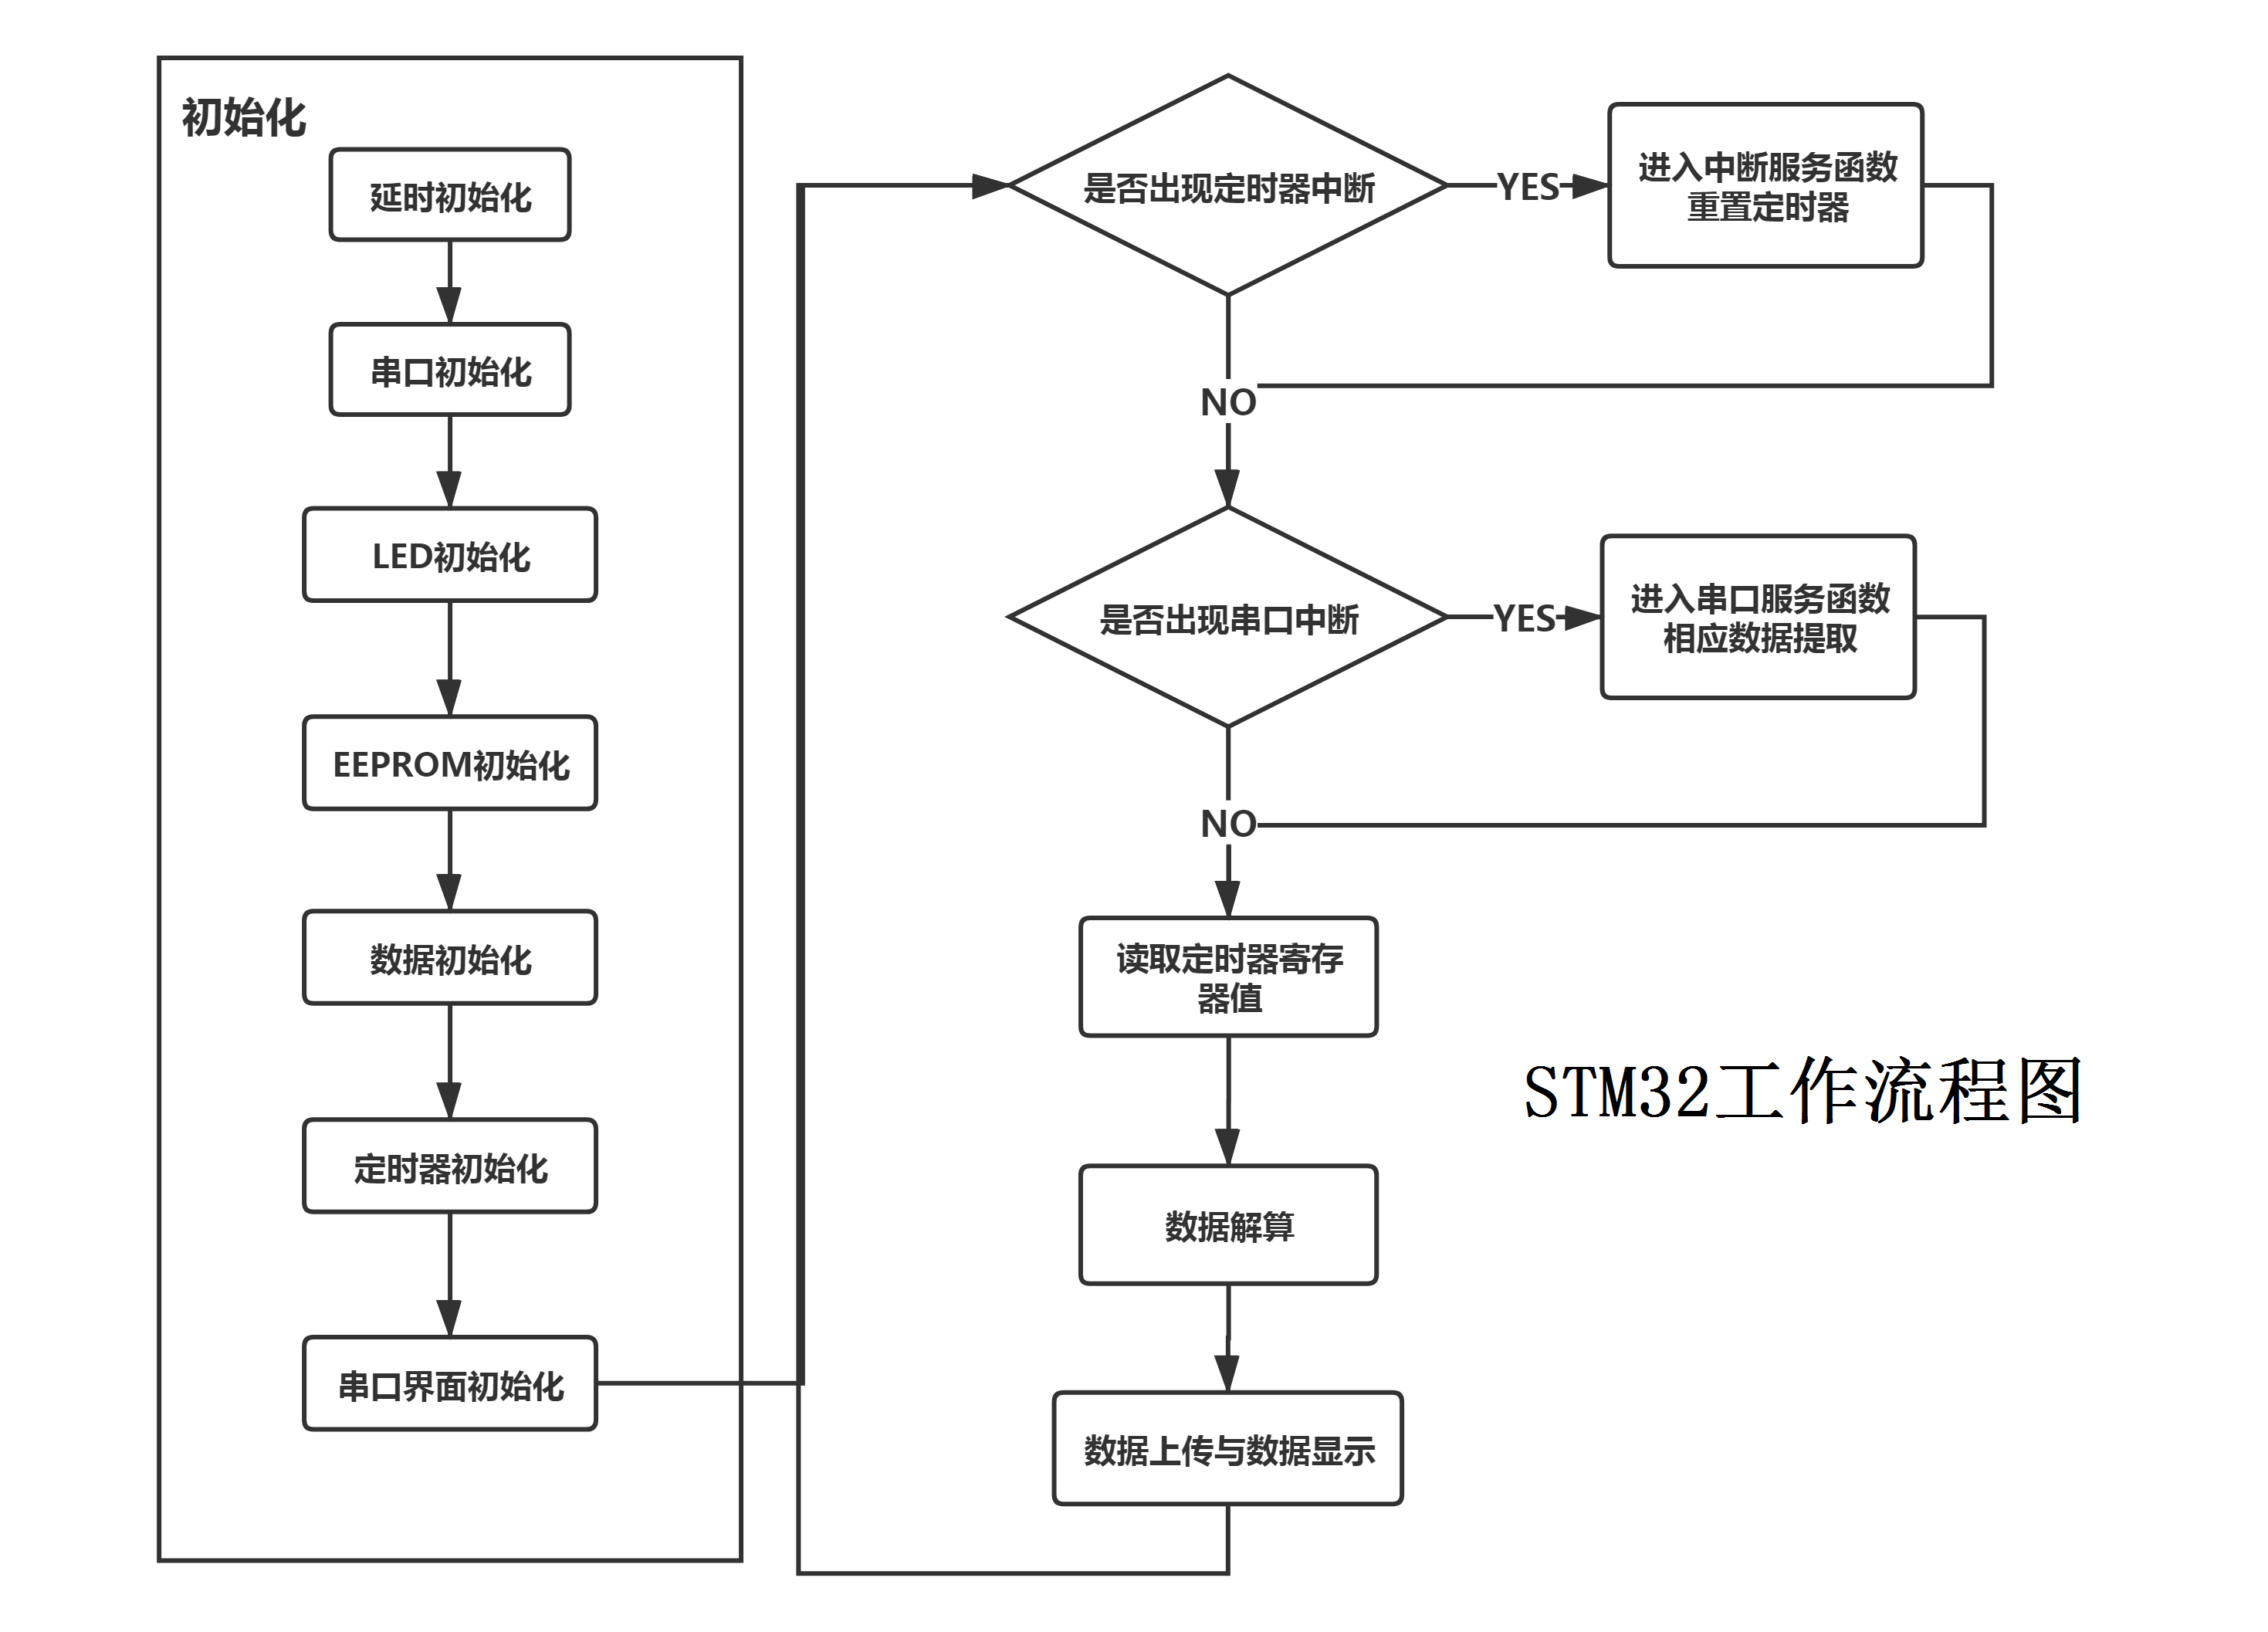 初始化
延时初始化
串口初始化
LED初始化
EEPROM初始化
数据初始化
定时器初始化
串口界面初始化
是否出现定时器中断
YES
进入中断服务函数
重置定时器
NO
是否出现串口中断
YES
进入串口服务函数
相应数据提取
NO
读取定时器寄存
器值
数据解算
数据上传与数据显示
STM32工作流程图